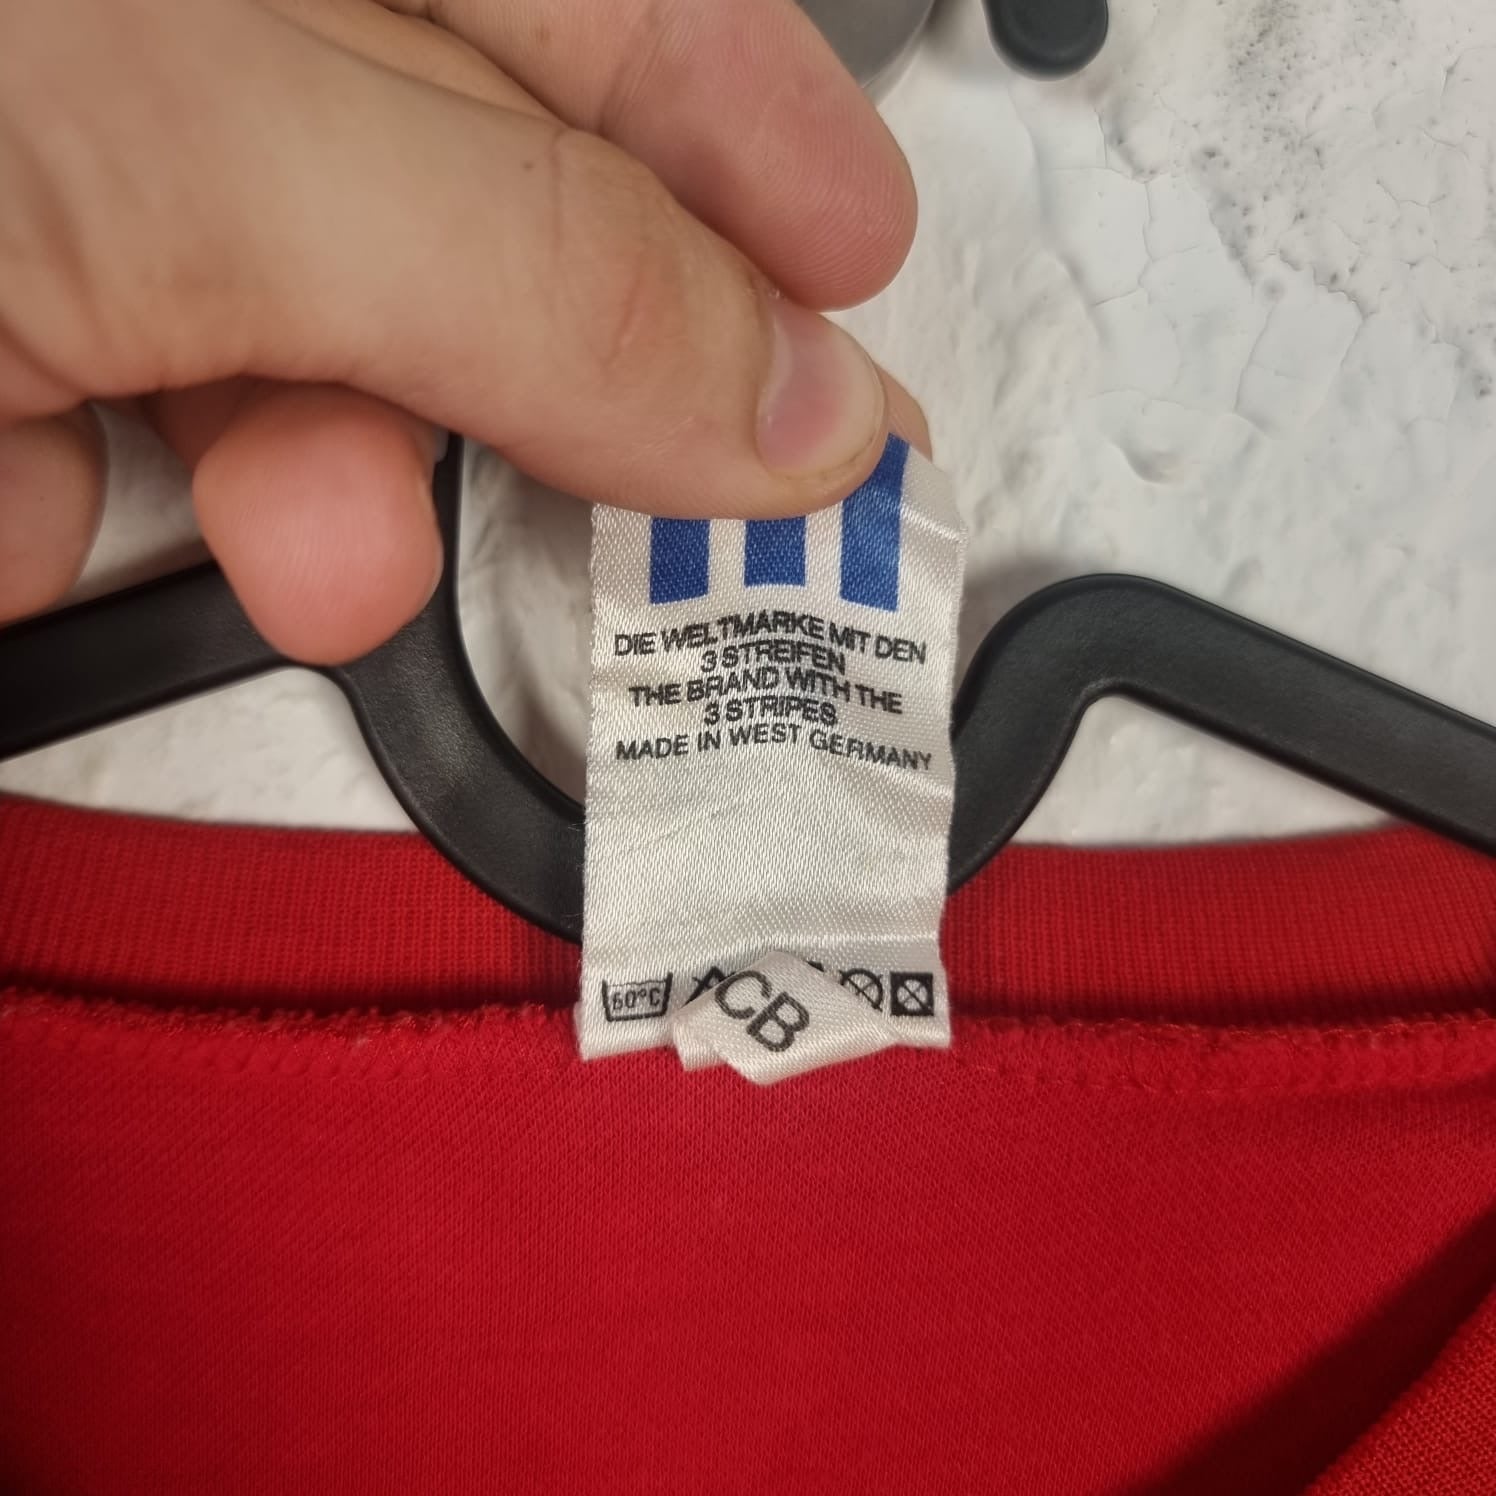 DIE WELTMARKE MIT DEN
3 STREIFEN
THE BRAND WITH THE
3 STRIPES
MADE IN WEST GERMANY
60°C
CB